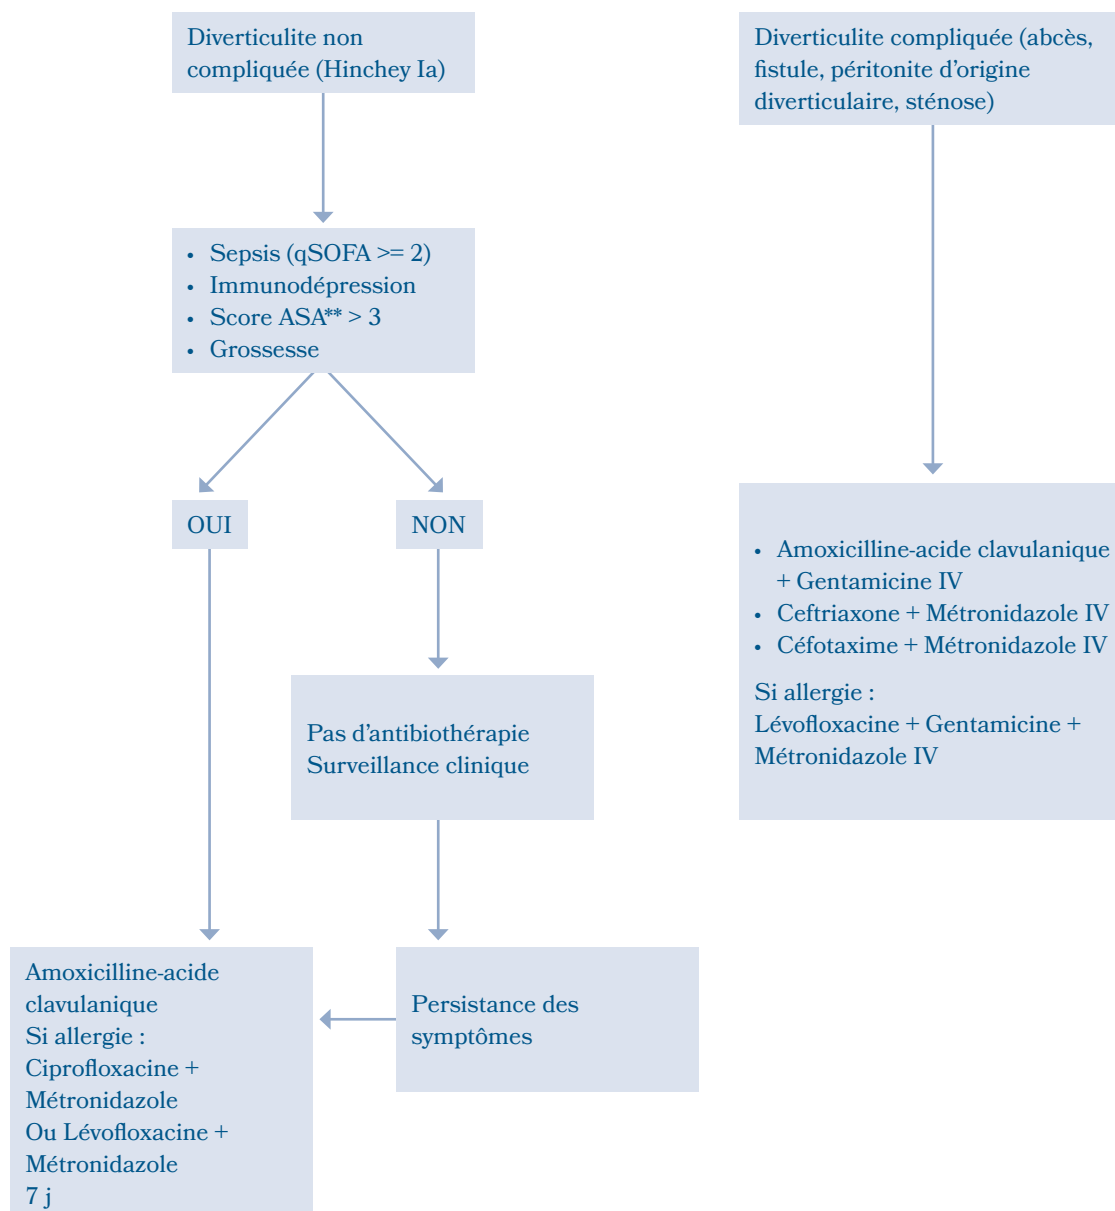 Diverticulite non
compliquée (Hinchey Ia)
• Sepsis (qSOFA >= 2)
• Immunodépression
• Score ASA** > 3
• Grossesse
OUI
NON
Pas d'antibiothérapie
Surveillance clinique
Amoxicilline-acide
clavulanique
Si allergie :
Ciprofloxacine +
Métronidazole
Ou Lévofloxacine +
Métronidazole
7 j
Persistance des
symptômes
Diverticulite compliquée (abcès,
fistule, péritonite d'origine
diverticulaire, sténose)
• Amoxicilline-acide clavulanique
+ Gentamicine IV
• Ceftriaxone + Métronidazole IV
• Céfotaxime + Métronidazole IV
Si allergie :
Lévofloxacine + Gentamicine +
Métronidazole IV